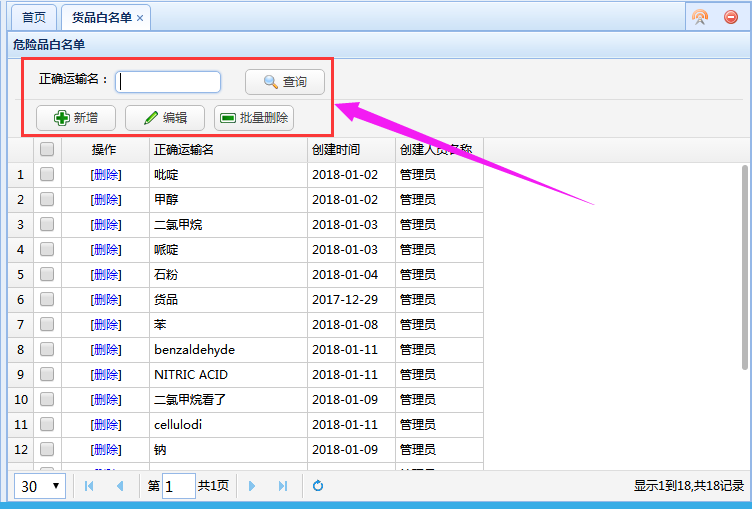 首页 货品白名单 ×
危险品白名单
正确运输名： 查询
新增 编辑 批量删除
操作 正确运输名 创建时间 创建人员名称
1 [删除] 吡啶 2018-01-02 管理员
2 [删除] 甲醇 2018-01-02 管理员
3 [删除] 二氯甲烷 2018-01-03 管理员
4 [删除] 哌啶 2018-01-03 管理员
5 [删除] 石粉 2018-01-04 管理员
6 [删除] 货品 2017-12-29 管理员
7 [删除] 苯 2018-01-08 管理员
8 [删除] benzaldehyde 2018-01-11 管理员
9 [删除] NITRIC ACID 2018-01-11 管理员
10 [删除] 二氯甲烷看了 2018-01-09 管理员
11 [删除] cellulodi 2018-01-11 管理员
12 [删除] 钠 2018-01-09 管理员
30 第 1 共1页 显示1到18,共18记录